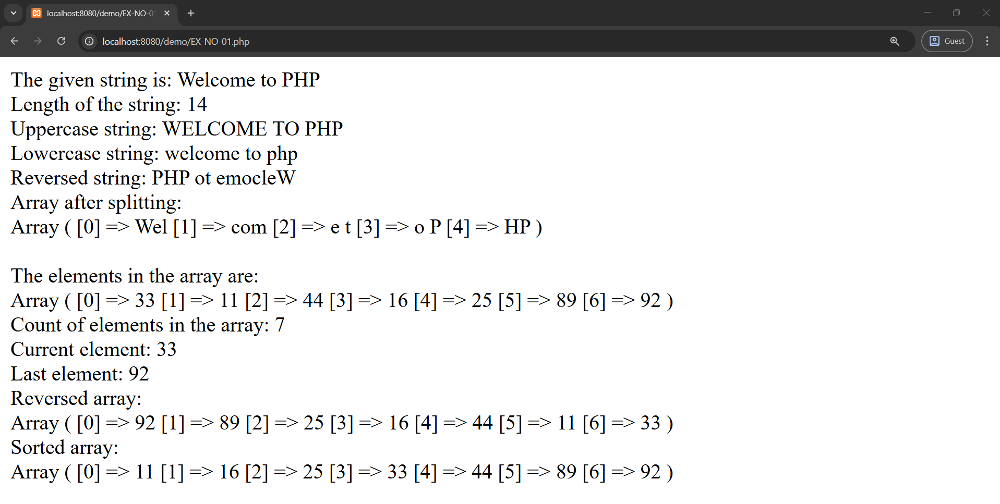 localhost:8080/demo/EX-NO-01
localhost:8080/demo/EX-NO-01.php
Guest
The given string is: Welcome to PHP
Length of the string: 14
Uppercase string: WELCOME TO PHP
Lowercase string: welcome to php
Reversed string: PHP ot emocleW
Array after splitting:
Array ( [0] => Wel [1] => com [2] => e t [3] => o P [4] => HP )
The elements in the array are:
Array ( [0] => 33 [1] => 11 [2] => 44 [3] => 16 [4] => 25 [5] => 89 [6] => 92 )
Count of elements in the array: 7
Current element: 33
Last element: 92
Reversed array:
Array ( [0] => 92 [1] => 89 [2] => 25 [3] => 16 [4] => 44 [5] => 11 [6] => 33 )
Sorted array:
Array ( [0] => 11 [1] => 16 [2] => 25 [3] => 33 [4] => 44 [5] => 89 [6] => 92 )